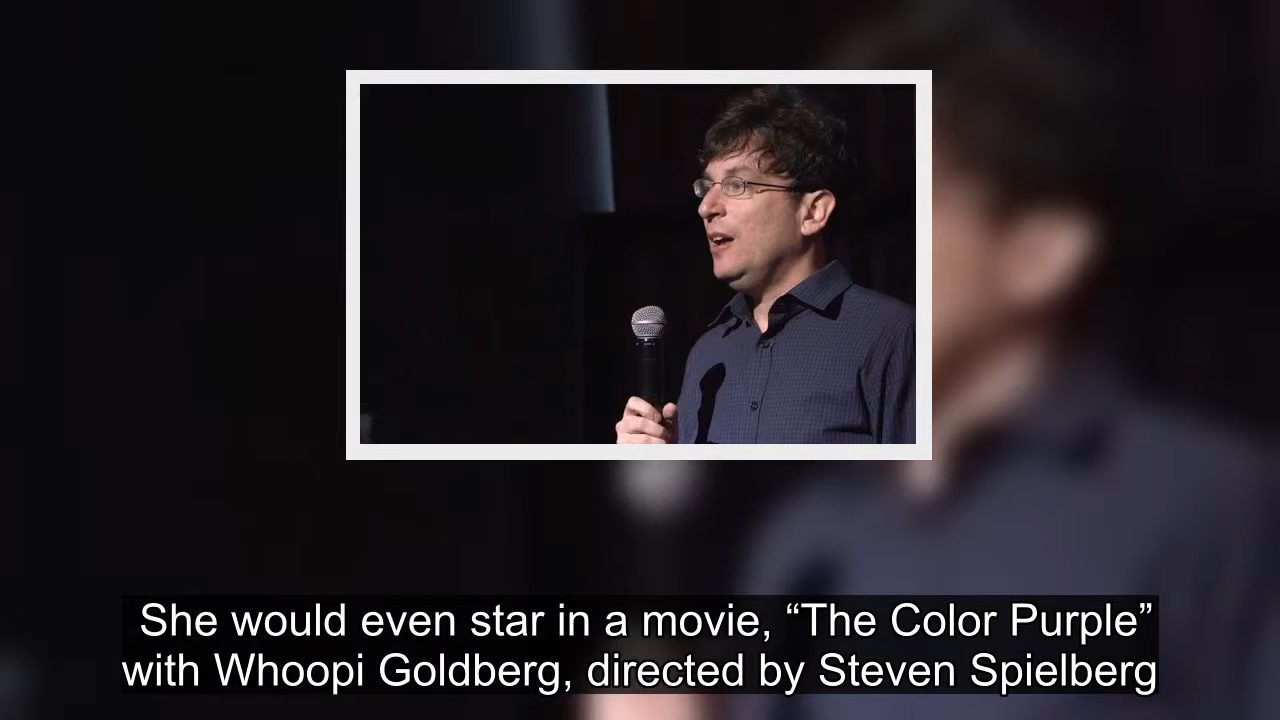 She would even star in a movie, “The Color Purple”
with Whoopi Goldberg, directed by Steven Spielberg